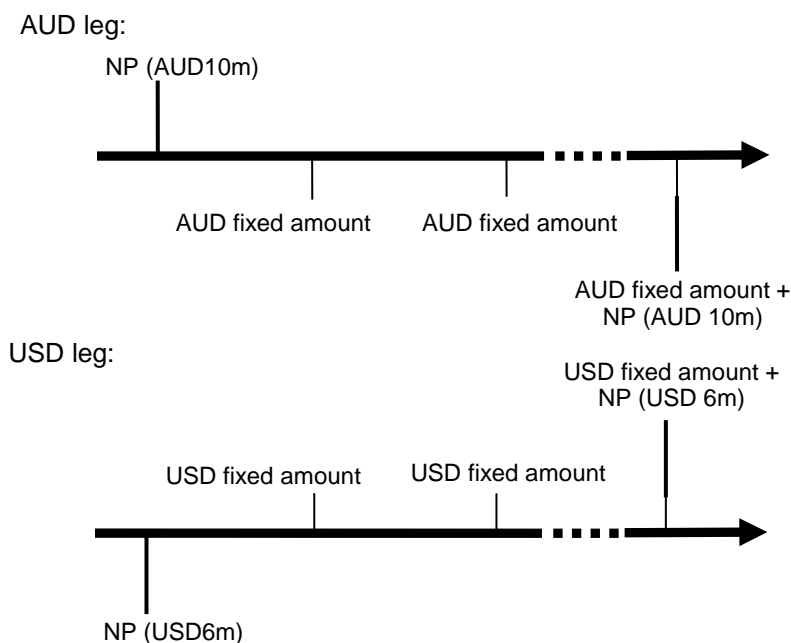 AUD leg:
NP (AUD10m)
AUD fixed amount
AUD fixed amount
AUD fixed amount +
NP (AUD 10m)
USD leg:
USD fixed amount +
NP (USD 6m)
USD fixed amount
USD fixed amount
NP (USD6m)